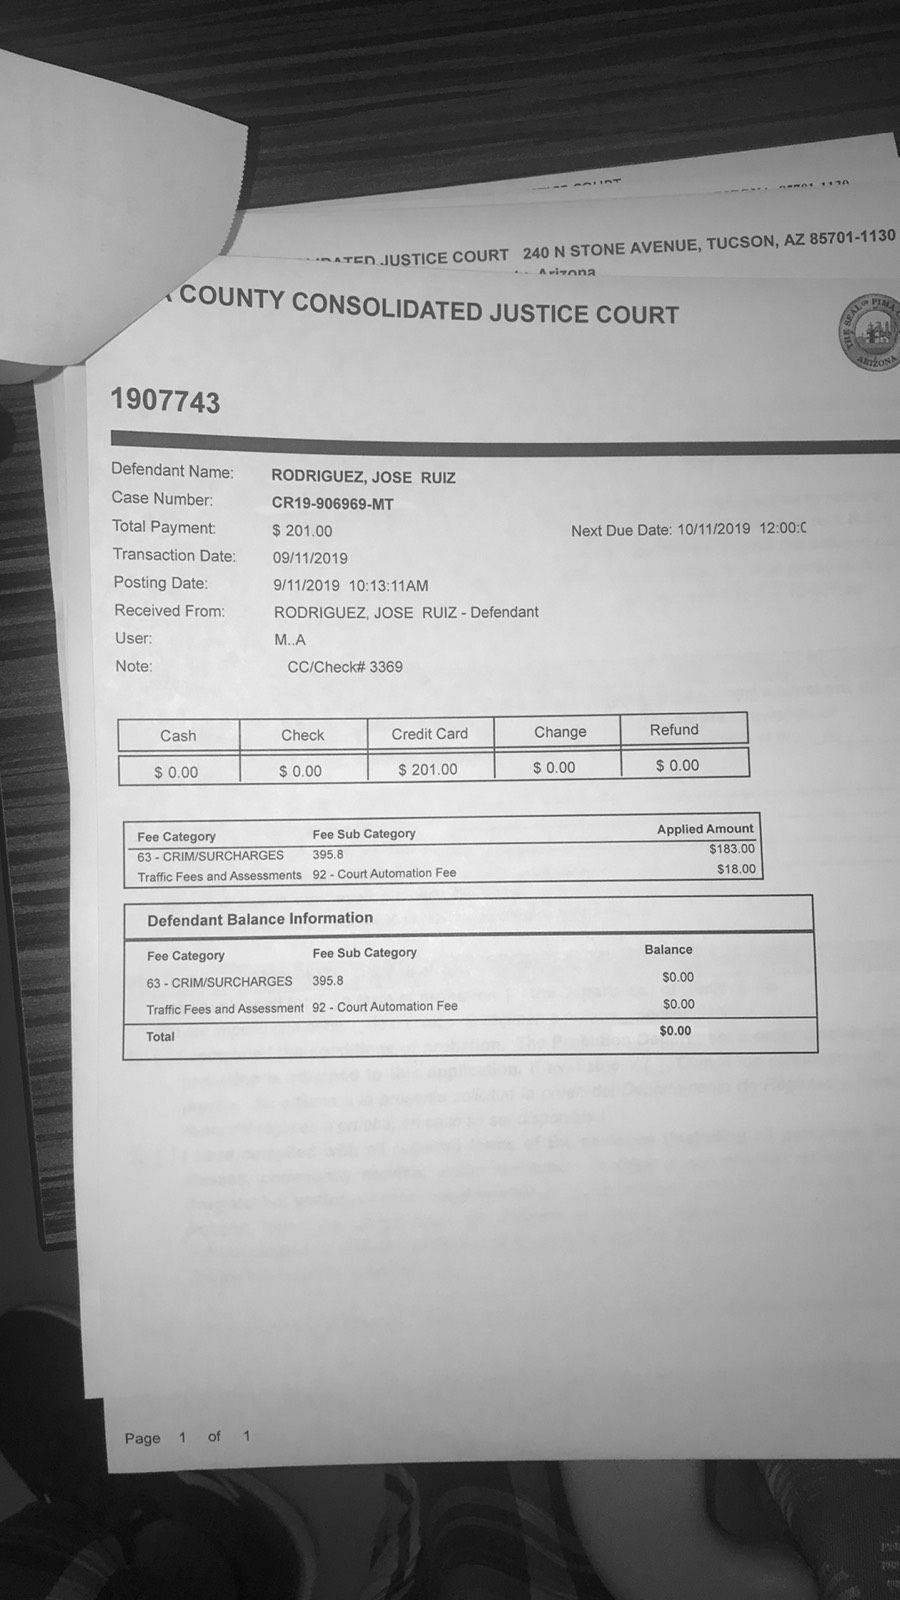 JUSTICE COURT 240 N STONE AVENUE, TUCSON, AZ 85701-1130
Arizona
COUNTY CONSOLIDATED JUSTICE COURT
THE SEAL OF PIMA
ARIZONA
1907743
Defendant Name: RODRIGUEZ, JOSE RUIZ
Case Number: CR19-906969-MT
Total Payment: $ 201.00 Next Due Date: 10/11/2019 12:00:
Transaction Date: 09/11/2019
Posting Date: 9/11/2019 10:13:11AM
Received From: RODRIGUEZ, JOSE RUIZ - Defendant
User: M..A
Note: CC/Check# 3369
Cash Check Credit Card Change Refund
$ 0.00 $ 0.00 $ 201.00 $ 0.00 $ 0.00
Fee Category Fee Sub Category Applied Amount
63 - CRIM/SURCHARGES 395.8 $183.00
Traffic Fees and Assessments 92 - Court Automation Fee $18.00
Defendant Balance Information
Fee Category Fee Sub Category Balance
63 - CRIM/SURCHARGES 395.8 $0.00
Traffic Fees and Assessment 92 - Court Automation Fee $0.00
Total $0.00
Page 1 of 1